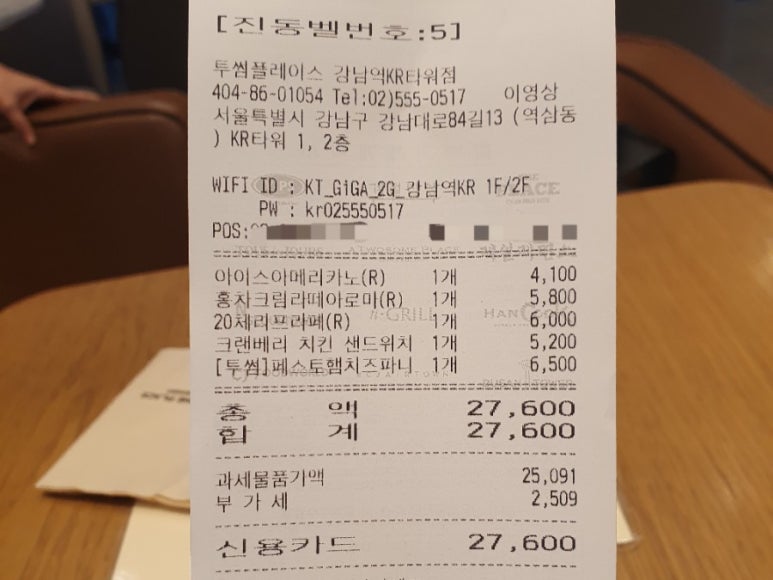 [진동벨번호:5]
투썸플레이스 강남역KR타워점
404-86-01054 Tel:02)555-0517 이영상
서울특별시 강남구 강남대로84길13 (역삼동
) KR타워 1, 2층
WIFI ID : KT_GiGA_2G_강남역KR 1F/2F
PW : kr025550517
POS:
아이스아메리카노(R) 1개 4,100
홍차크림라떼아로마(R) 1개 5,800
20체리프라페(R) 1개 6,000
크랜베리 치킨 샌드위치 1개 5,200
[투썸]페스토햄치즈파니 1개 6,500
총 액 27,600
합 계 27,600
과세물품가액 25,091
부 가 세 2,509
신용카드 27,600